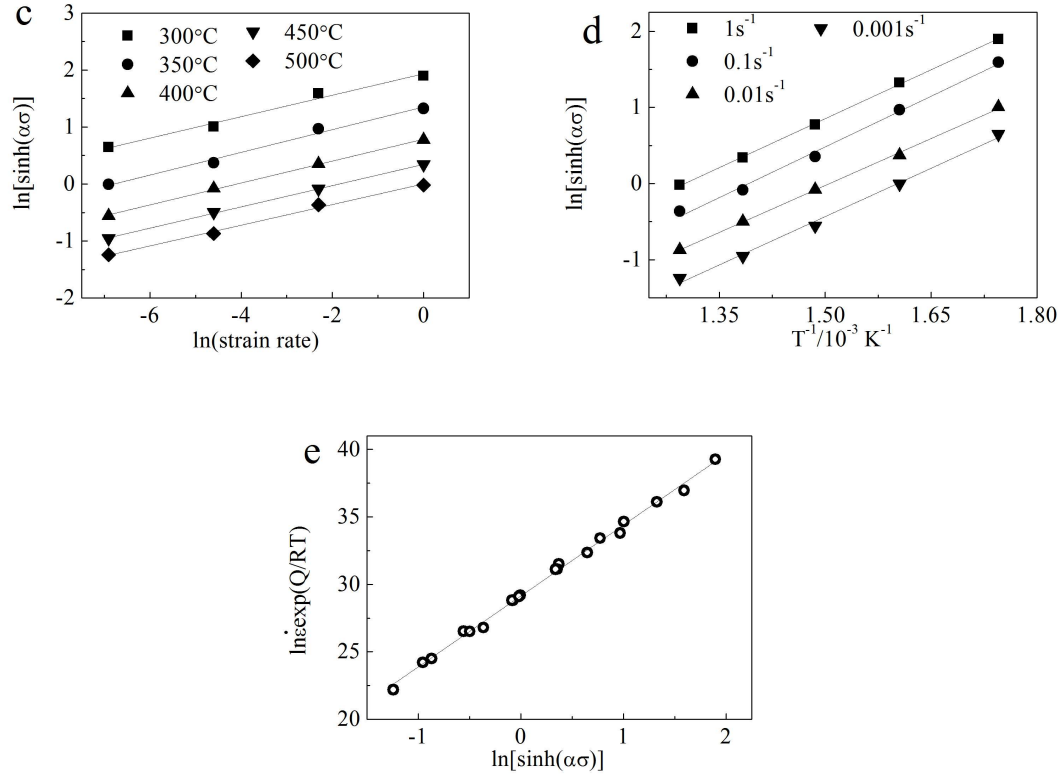 c
300°C
350°C
400°C
450°C
500°C
3
2
1
0
-1
-2
-6
-4
-2
0
ln[sinh(ασ)]
ln(strain rate)
d
1s⁻¹
0.1s⁻¹
0.01s⁻¹
0.001s⁻¹
2
1
0
-1
1.35
1.50
1.65
1.80
ln[sinh(ασ)]
T⁻¹/10⁻³ K⁻¹
e
40
35
30
25
20
-1
0
1
2
lnε̇exp(Q/RT)
ln[sinh(ασ)]